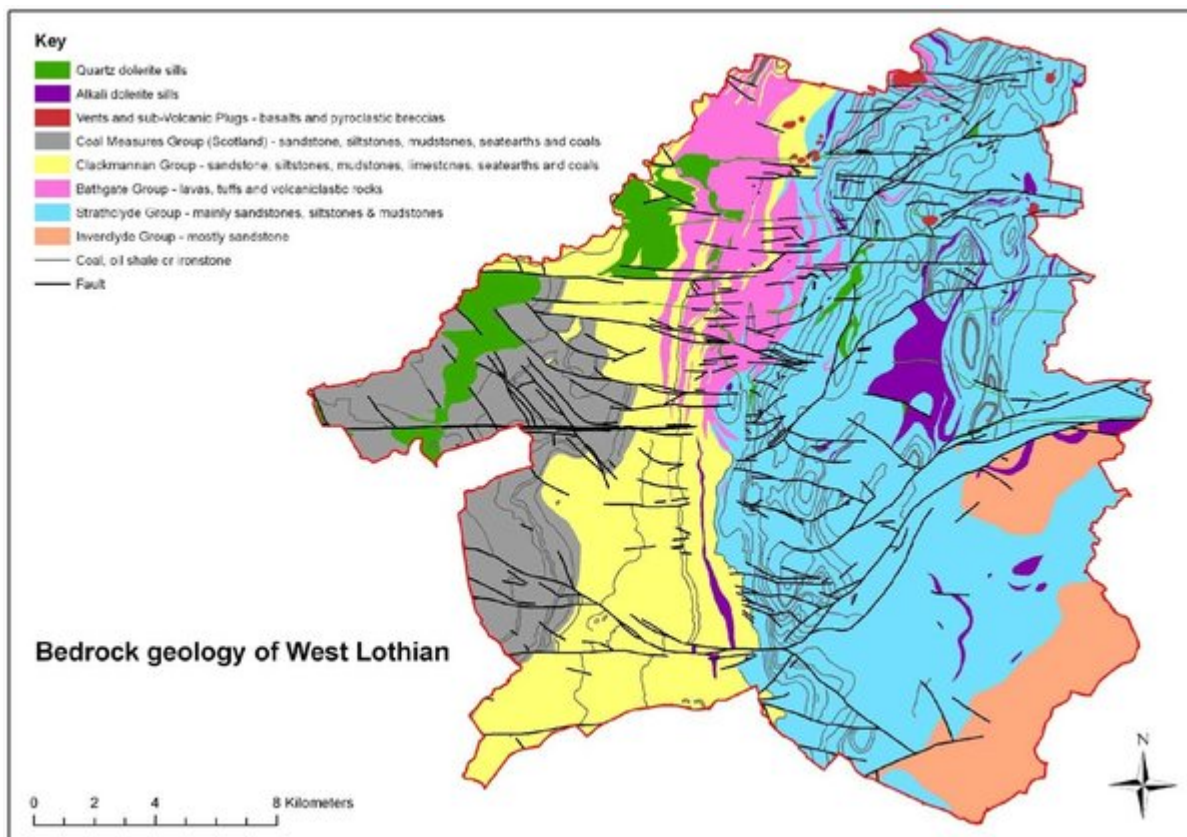 Key
Quartz dolerite sills
Alkali dolerite sills
Vents and sub-Volcanic Plugs - basalts and pyroclastic breccias
Coal Measures Group (Scotland) - sandstone, siltstones, mudstones, seatearths and coals
Clackmannan Group - sandstone, siltstones, mudstones, limestones, seatearths and coals
Bathgate Group - lavas, tuffs and volcaniclastic rocks
Strathclyde Group - mainly sandstones, siltstones & mudstones
Inverclyde Group - mostly sandstone
Coal, oil shale or ironstone
Fault
Bedrock geology of West Lothian
N
0 2 4 8 Kilometers